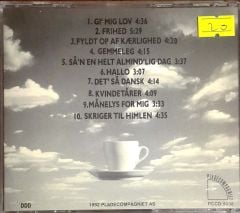 20
1. GI' MIG LOV 4:36
2. FRIHED 5:29
3. FYLDT OP AF KÆRLIGHED 4:20
4. GEMMELEG 4:15
5. SÅ'N EN HELT ALMIND'LIG DAG 3:37
6. HALLO 3:07
7. DET' SÅ DANSK 4:14
8. KVINDETÅRER 4:09
9. MÅNELYS FOR MIG 3:33
10. SKRIGER TIL HIMLEN 4:35
DDD
1992 PLADECOMPAGNIET AS